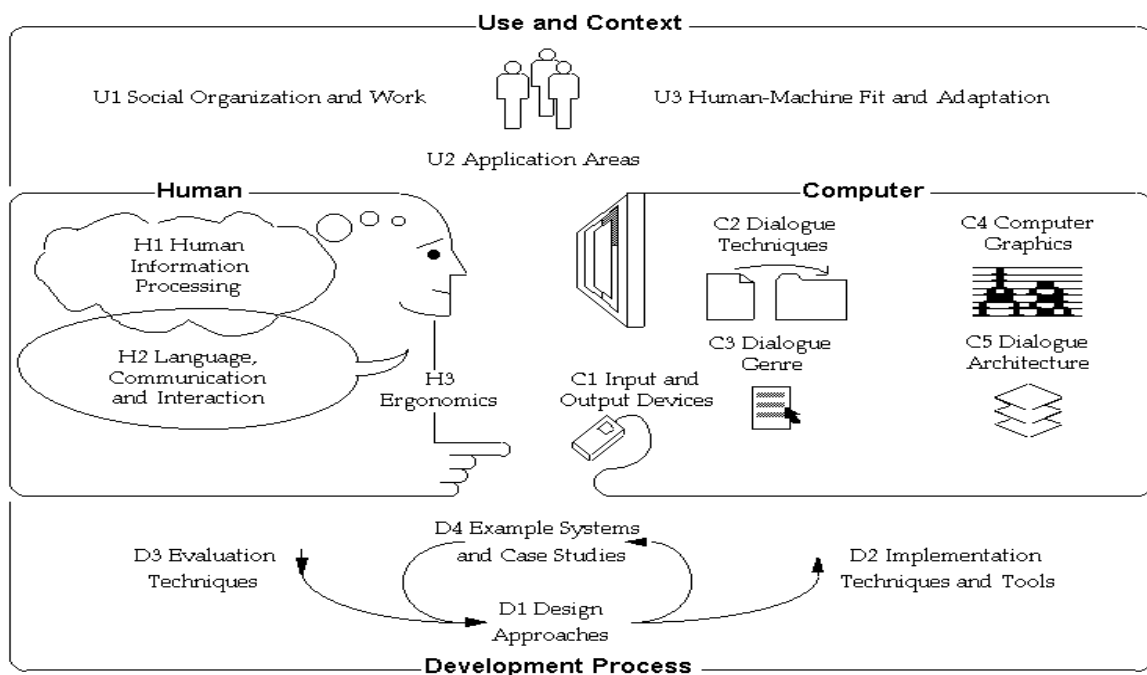 Use and Context
U1 Social Organization and Work
U3 Human-Machine Fit and Adaptation
U2 Application Areas
Human
H1 Human
Information
Processing
H2 Language,
Communication
and Interaction
H3
Ergonomics
Computer
C2 Dialogue
Techniques
C4 Computer
Graphics
C3 Dialogue
Genre
C5 Dialogue
Architecture
C1 Input and
Output Devices
D4 Example Systems
and Case Studies
D3 Evaluation
Techniques
D2 Implementation
Techniques and Tools
D1 Design
Approaches
Development Process